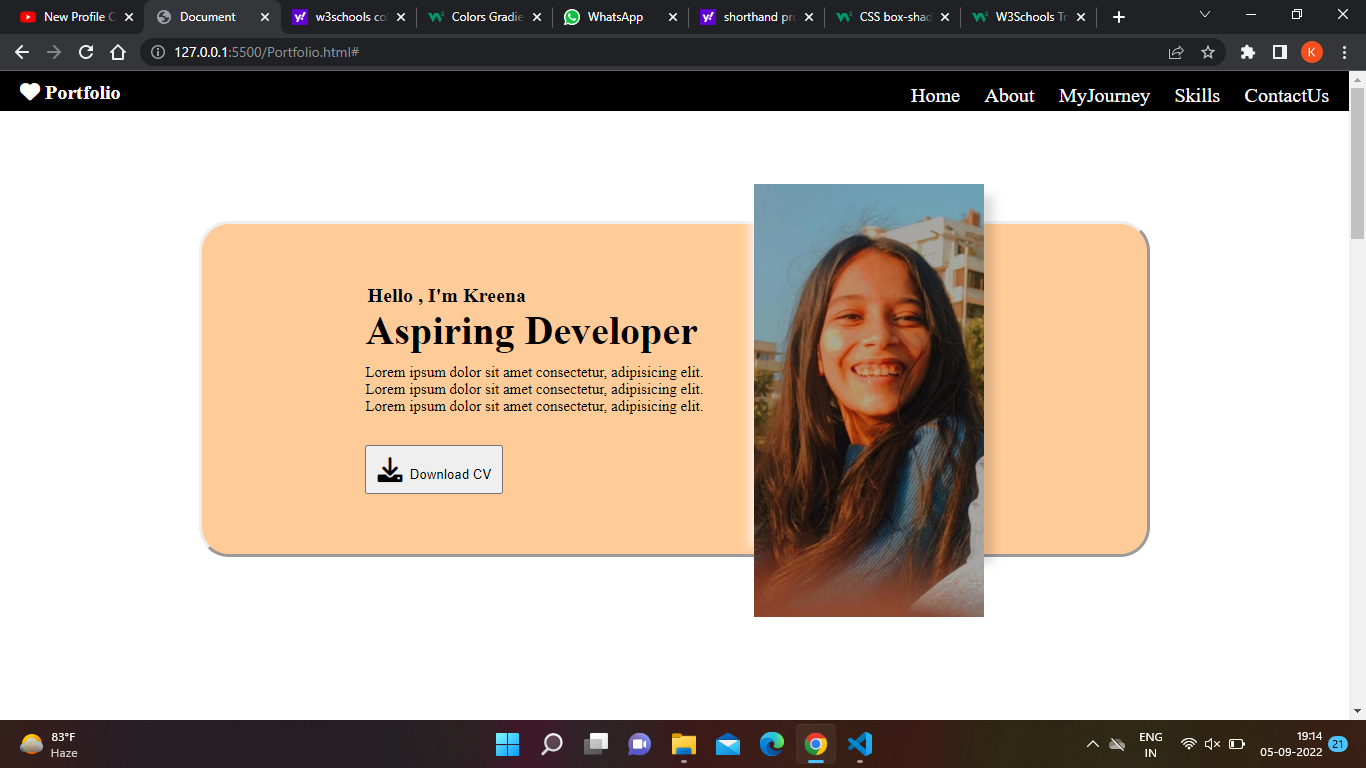 New Profile C
Document
w3schools co
Colors Gradie
WhatsApp
shorthand pr
CSS box-shad
W3Schools Tr
127.0.0.1:5500/Portfolio.html#
K
Portfolio
Home About MyJourney Skills ContactUs
Hello , I'm Kreena
Aspiring Developer
Lorem ipsum dolor sit amet consectetur, adipisicing elit.
Lorem ipsum dolor sit amet consectetur, adipisicing elit.
Lorem ipsum dolor sit amet consectetur, adipisicing elit.
Download CV
83°F
Haze
ENG
IN
19:14
05-09-2022
21